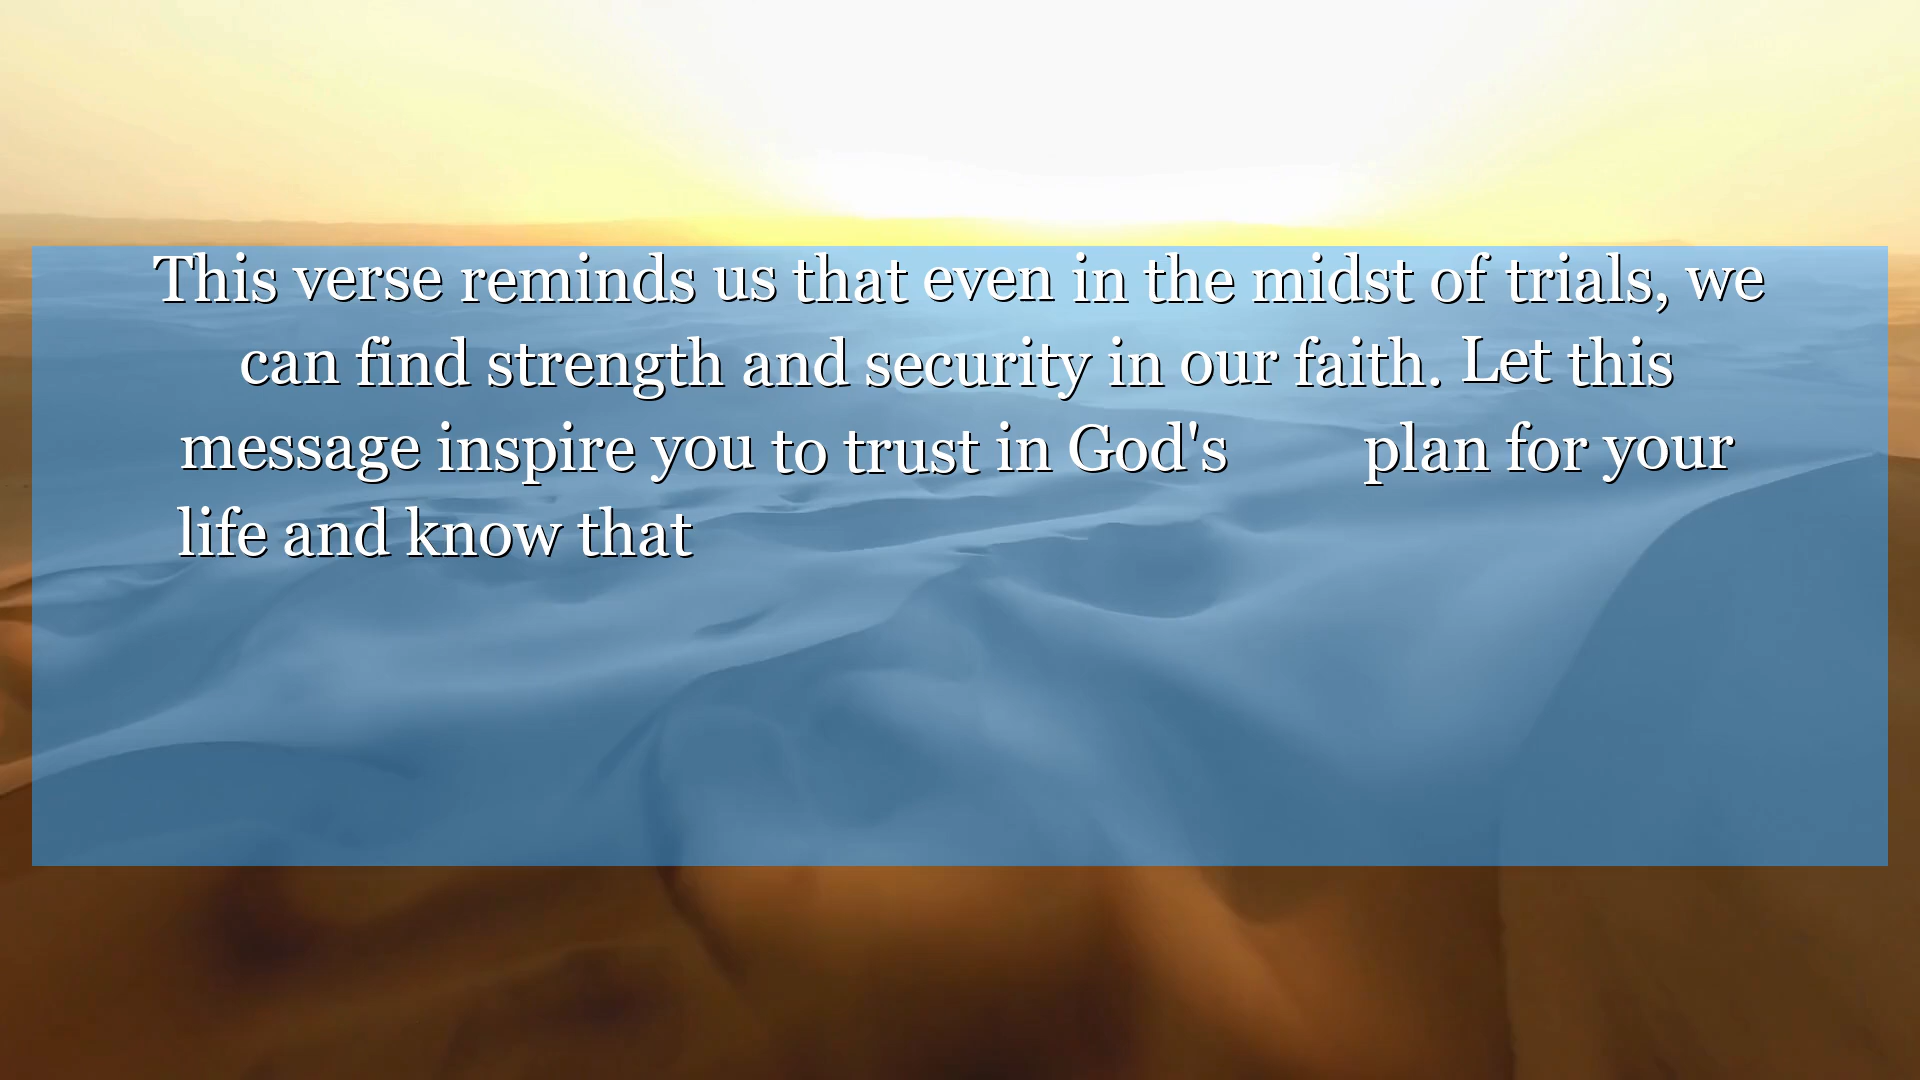 This verse reminds us that even in the midst of trials, we
can find strength and security in our faith. Let this
message inspire you to trust in God's plan for your
life and know that